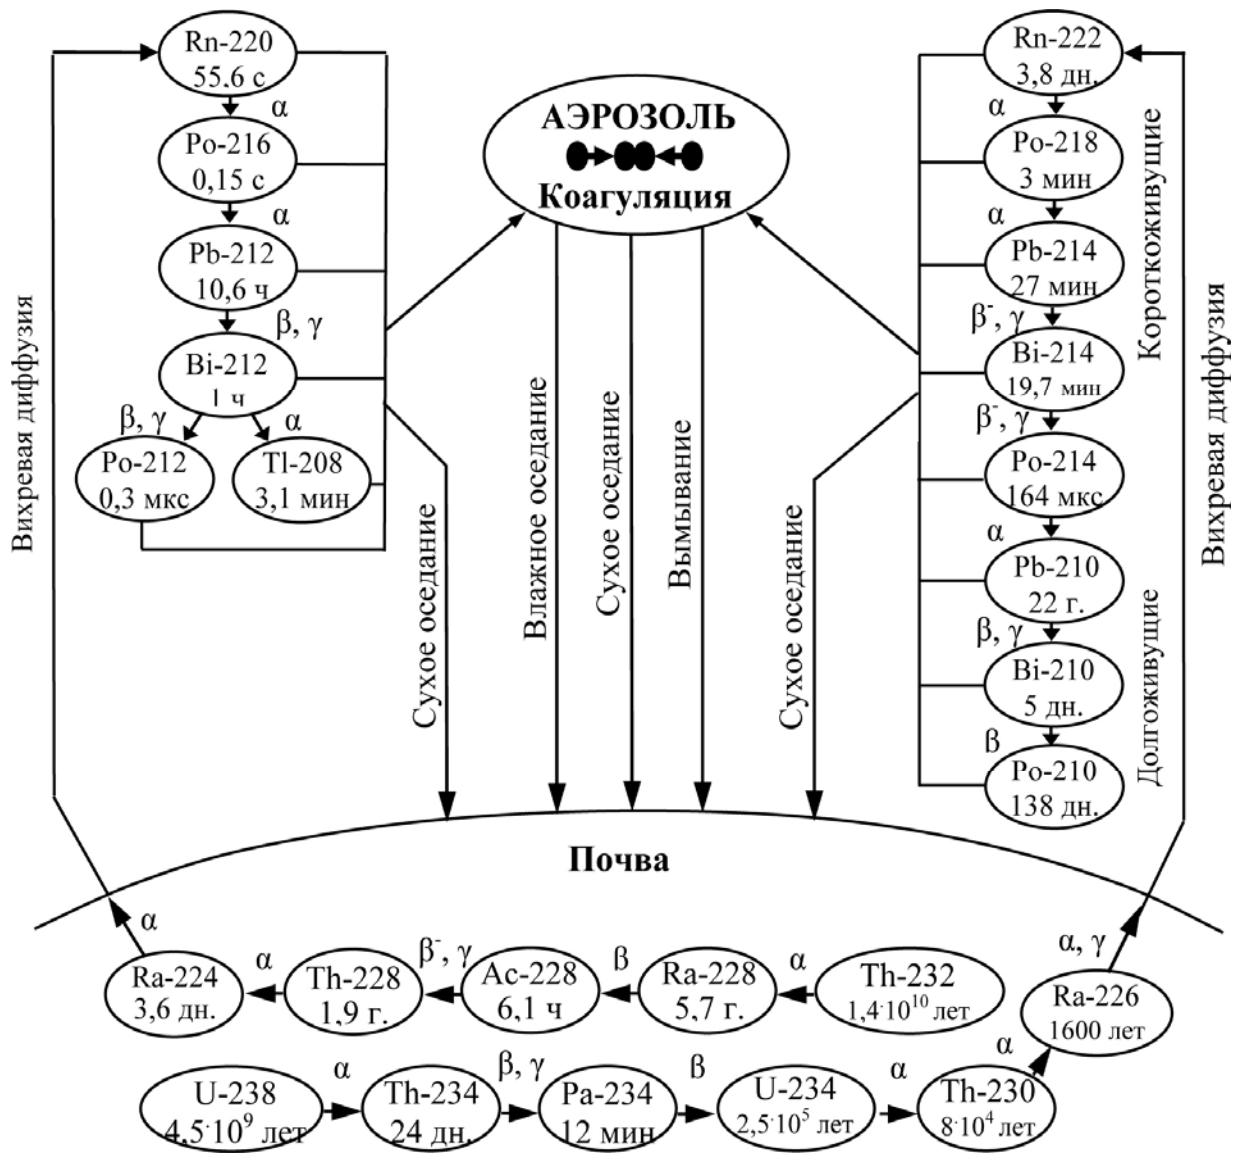 Rn-220
55,6 с
α
Po-216
0,15 с
α
Pb-212
10,6 ч
β, γ
Bi-212
1 ч
β, γ
α
Po-212
0,3 мкс
Tl-208
3,1 мин
Вихревая диффузия
АЭРОЗОЛЬ
Коагуляция
Сухое оседание
Влажное оседание
Сухое оседание
Вымывание
Сухое оседание
Rn-222
3,8 дн.
α
Po-218
3 мин
α
Pb-214
27 мин
β⁻, γ
Bi-214
19,7 мин
β⁻, γ
Po-214
164 мкс
α
Pb-210
22 г.
β, γ
Bi-210
5 дн.
β
Po-210
138 дн.
Короткоживущие
Долгоживущие
Вихревая диффузия
Почва
α
Ra-224
3,6 дн.
α
Th-228
1,9 г.
β⁻, γ
Ac-228
6,1 ч
β
Ra-228
5,7 г.
α
Th-232
1,4·10¹⁰ лет
α, γ
Ra-226
1600 лет
U-238
4,5·10⁹ лет
α
Th-234
24 дн.
β, γ
Pa-234
12 мин
β
U-234
2,5·10⁵ лет
α
Th-230
8·10⁴ лет
α